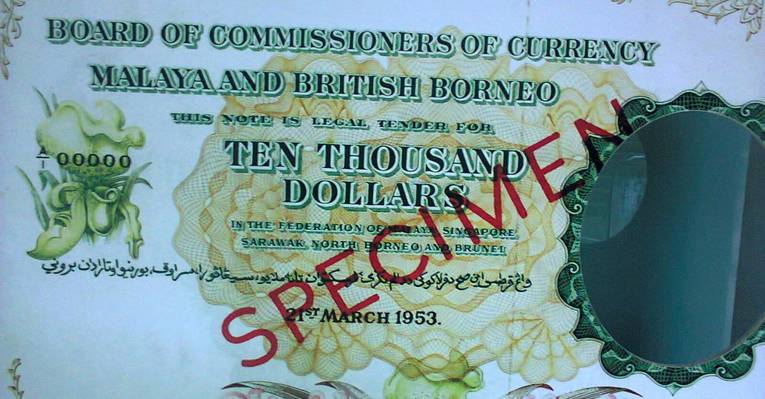 BOARD OF COMMISSIONERS OF CURRENCY
MALAYA AND BRITISH BORNEO
THIS NOTE IS LEGAL TENDER FOR
A/1 00000
TEN THOUSAND
DOLLARS
IN THE FEDERATION OF MALAYA, SINGAPORE,
SARAWAK, NORTH BORNEO AND BRUNEI.
21ST MARCH 1953.
SPECIMEN